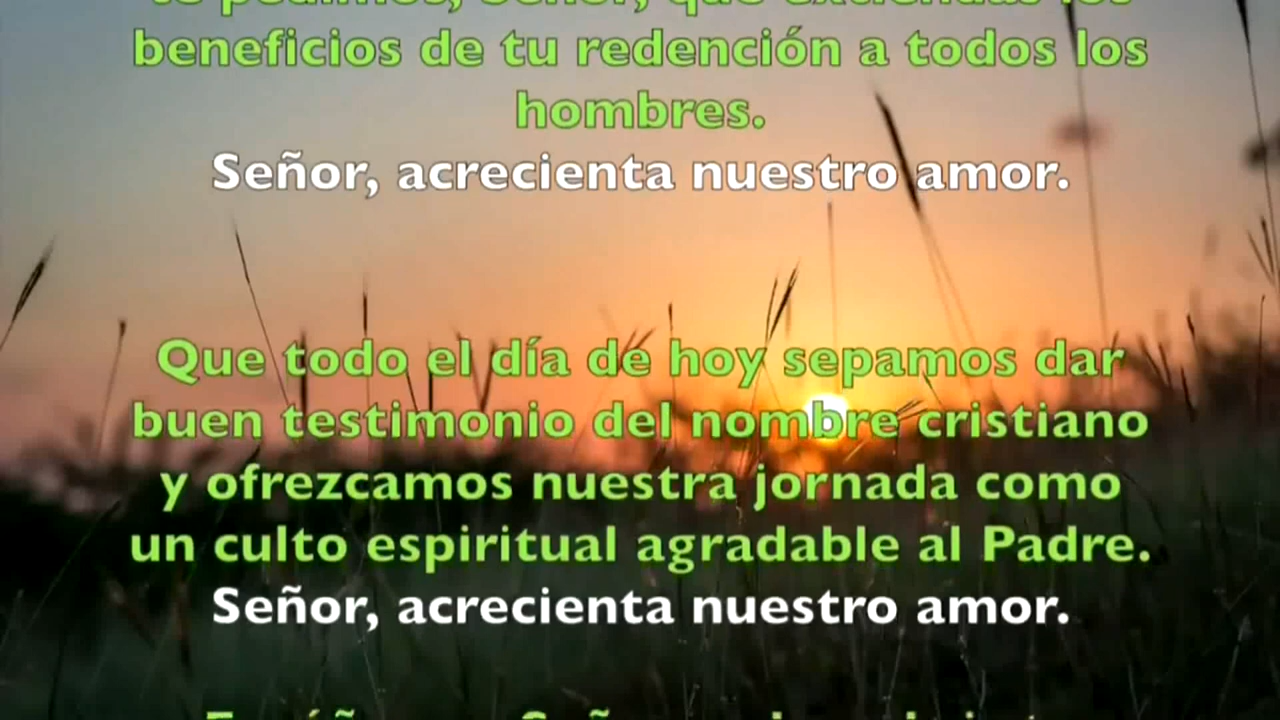 te pedimos, Señor, que extiendas los
beneficios de tu redención a todos los
hombres.
Señor, acrecienta nuestro amor.
Que todo el día de hoy sepamos dar
buen testimonio del nombre cristiano
y ofrezcamos nuestra jornada como
un culto espiritual agradable al Padre.
Señor, acrecienta nuestro amor.